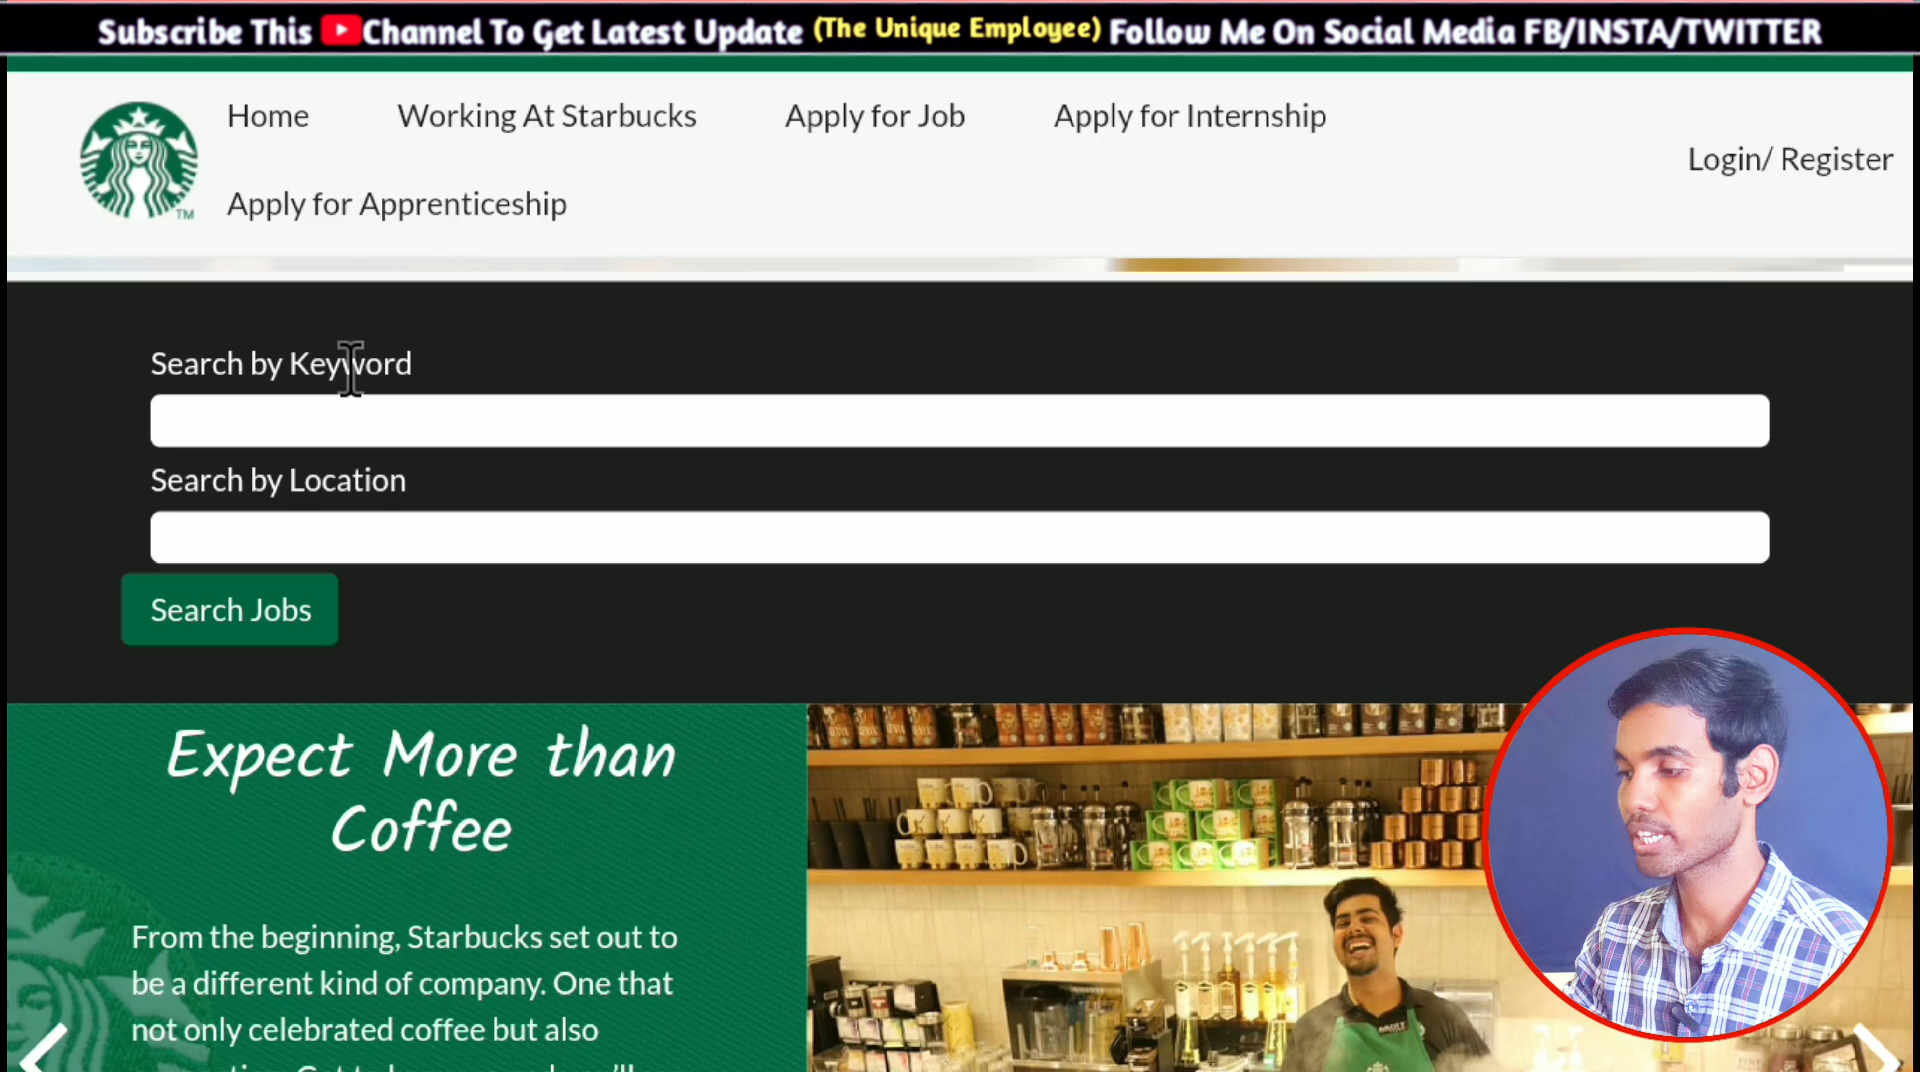 Subscribe This Channel To Get Latest Update (The Unique Employee) Follow Me On Social Media FB/INSTA/TWITTER
Home Working At Starbucks Apply for Job Apply for Internship
Login/ Register
Apply for Apprenticeship
TM
Search by Keyword
Search by Location
Search Jobs
Expect More than
Coffee
From the beginning, Starbucks set out to
be a different kind of company. One that
not only celebrated coffee but also